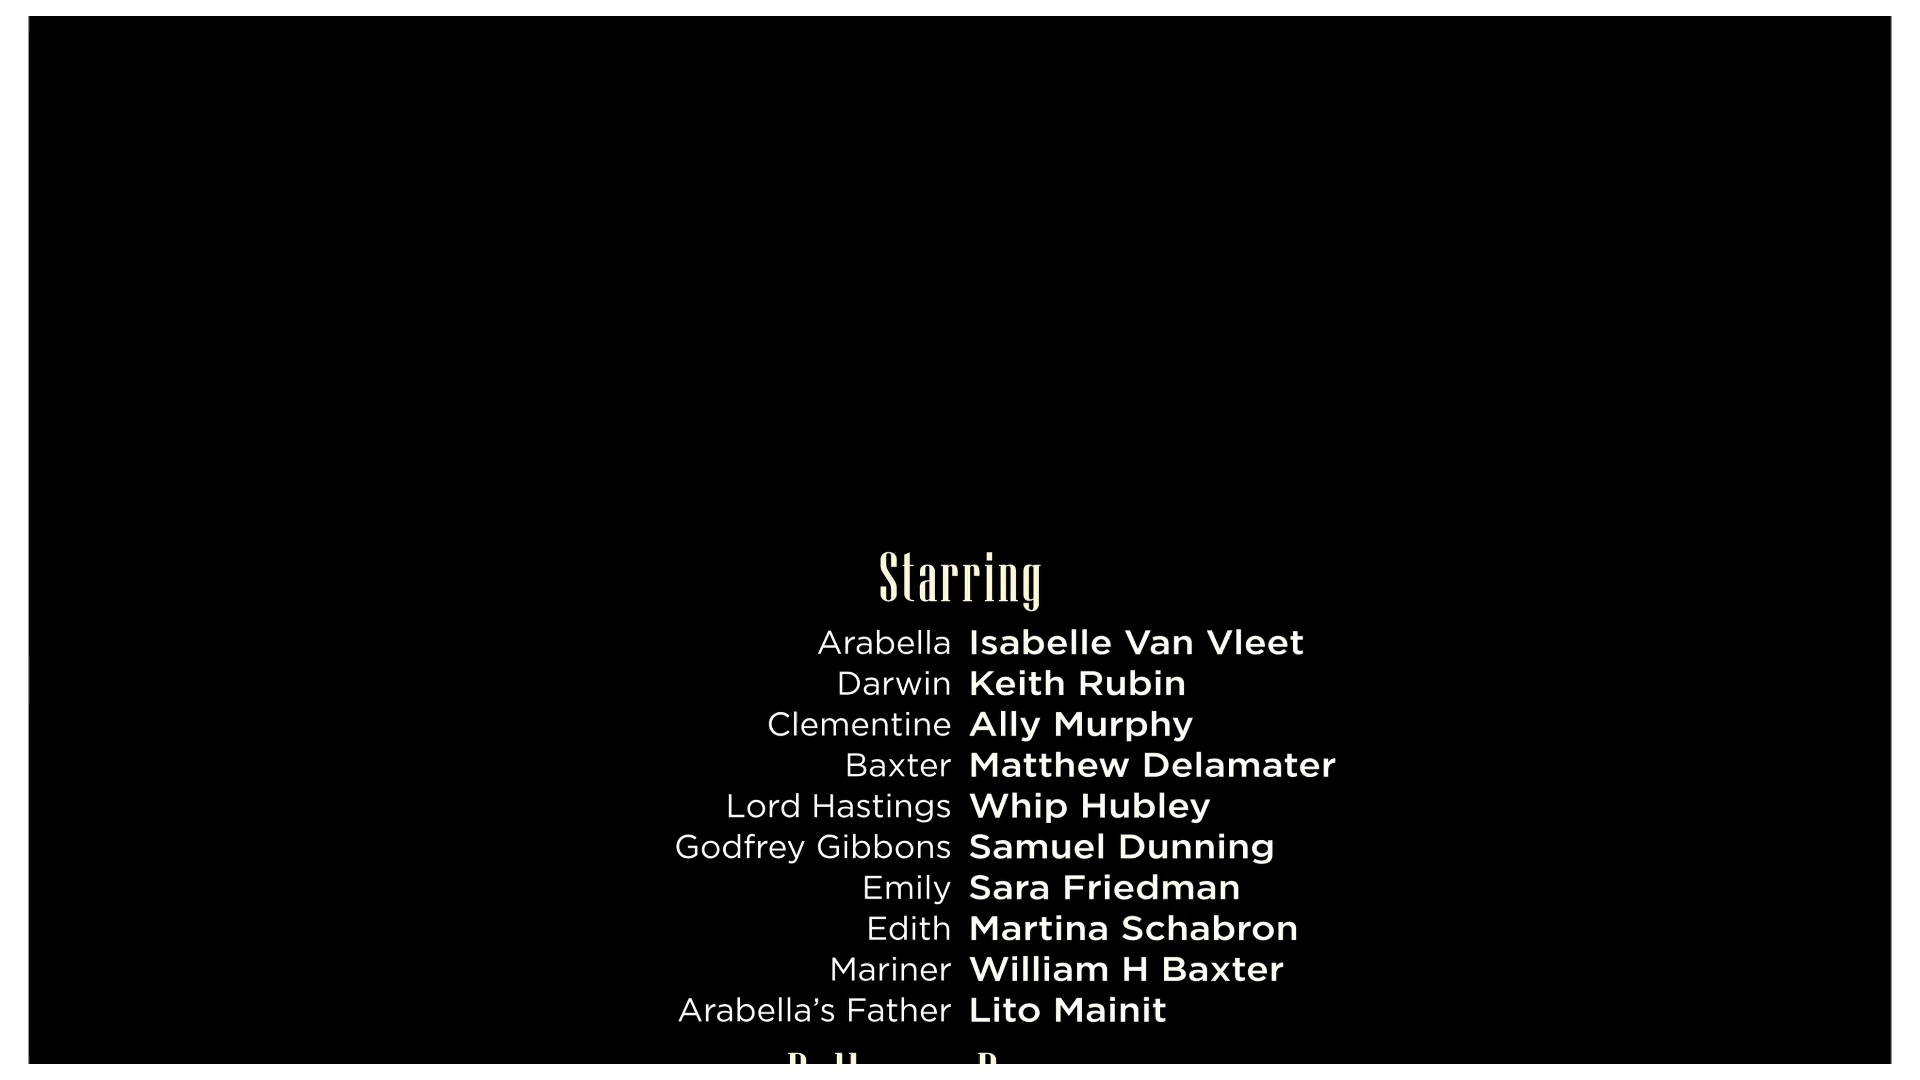 Starring
Arabella Isabelle Van Vleet
Darwin Keith Rubin
Clementine Ally Murphy
Baxter Matthew Delamater
Lord Hastings Whip Hubley
Godfrey Gibbons Samuel Dunning
Emily Sara Friedman
Edith Martina Schabron
Mariner William H Baxter
Arabella’s Father Lito Mainit